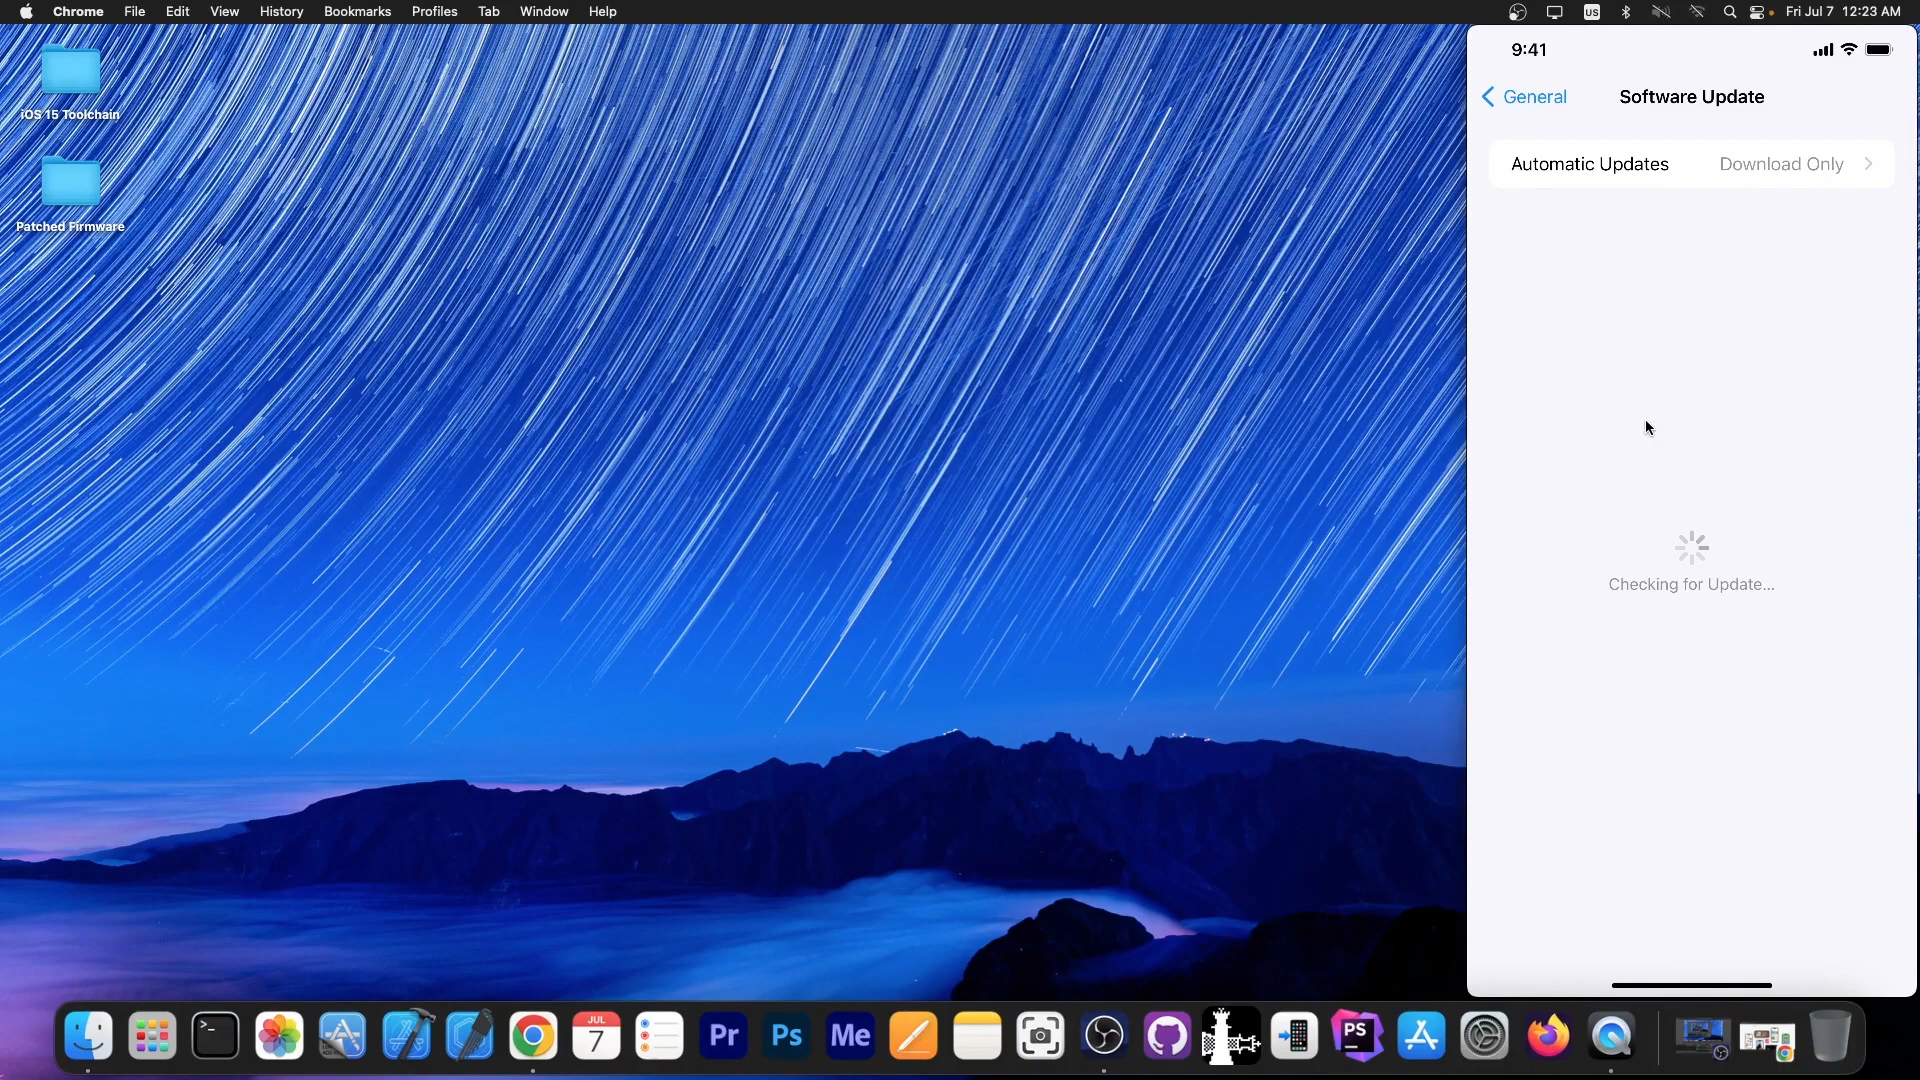 Chrome File Edit View History Bookmarks Profiles Tab Window Help
US
Fri Jul 7 12:23 AM
iOS 15 Toolchain
Patched Firmware
9:41
General
Software Update
Automatic Updates Download Only
Checking for Update...
>_
JUL
7
Pr
Ps
Me
PS